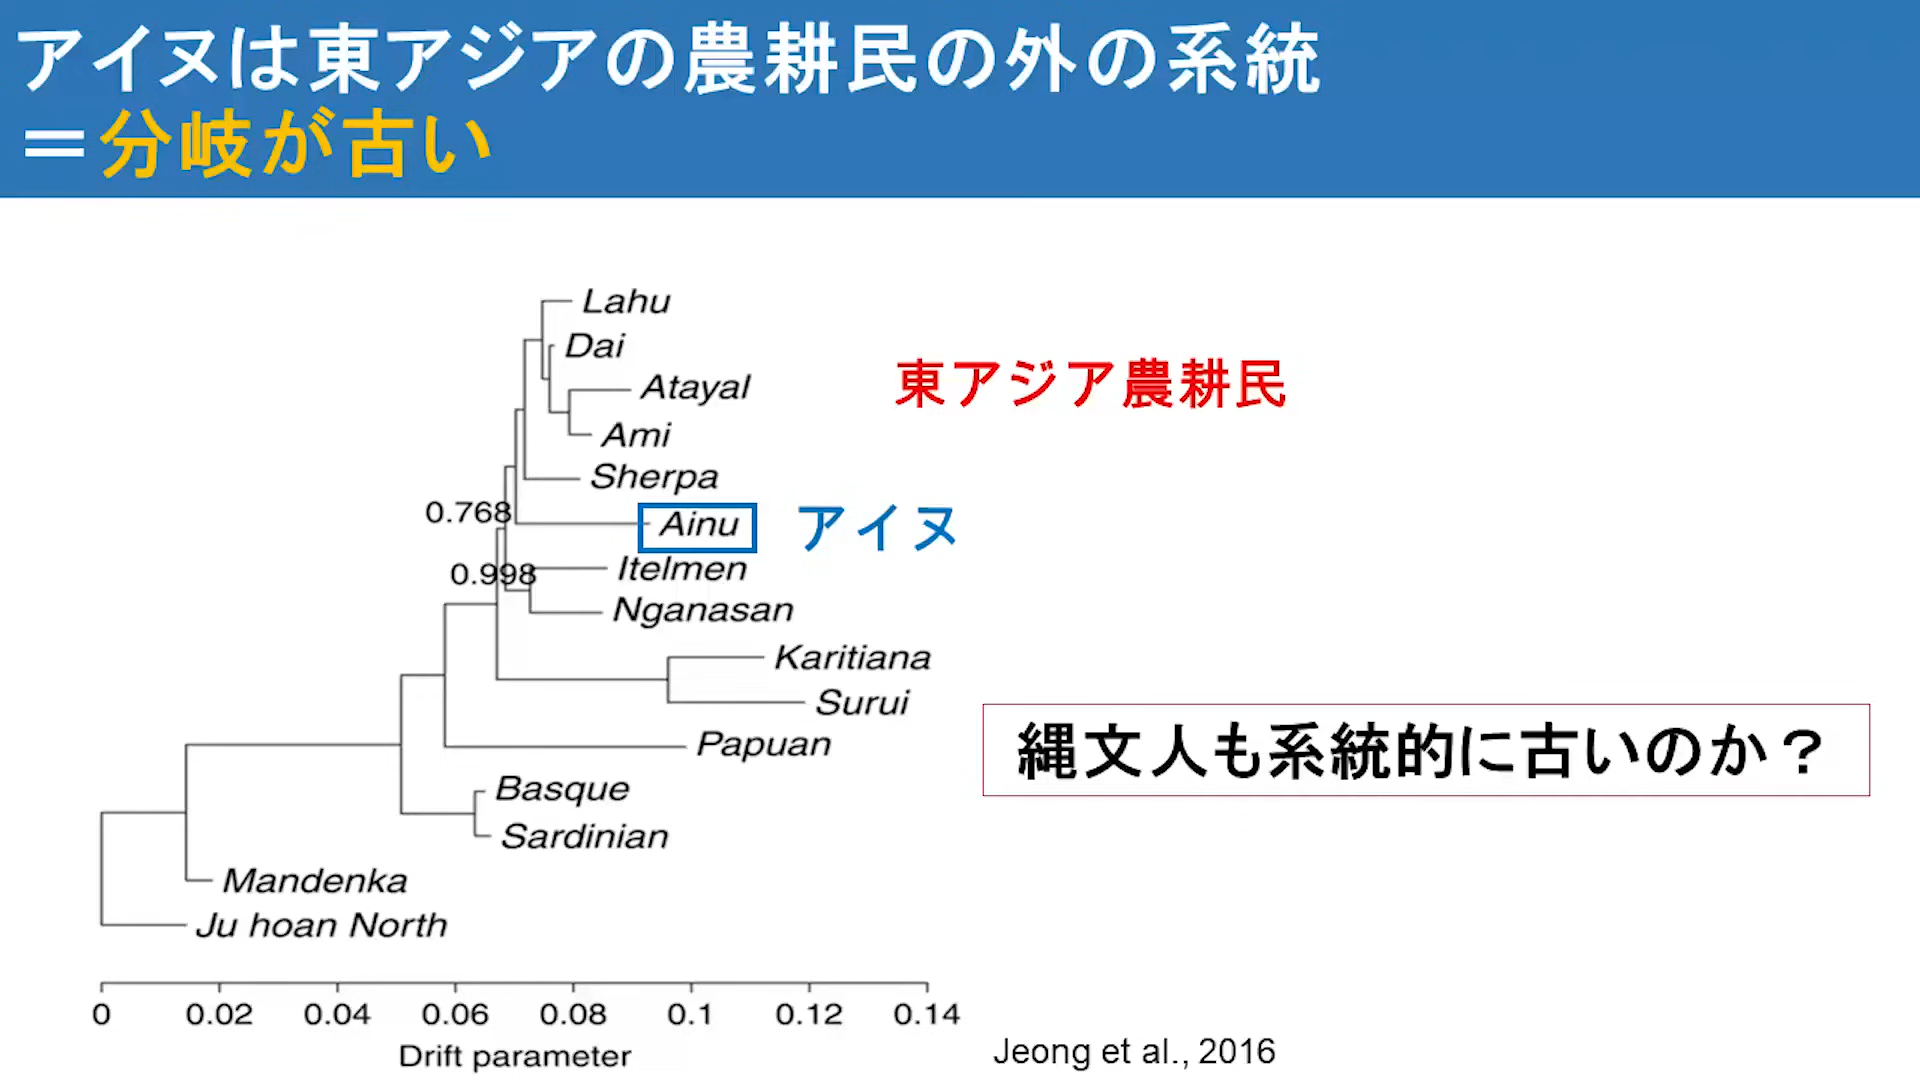 アイヌは東アジアの農耕民の外の系統
＝分岐が古い
Lahu
Dai
Atayal
東アジア農耕民
Ami
Sherpa
0.768
Ainu
アイヌ
0.998
Itelmen
Nganasan
Karitiana
Surui
Papuan
縄文人も系統的に古いのか？
Basque
Sardinian
Mandenka
Ju hoan North
0 0.02 0.04 0.06 0.08 0.1 0.12 0.14
Drift parameter
Jeong et al., 2016